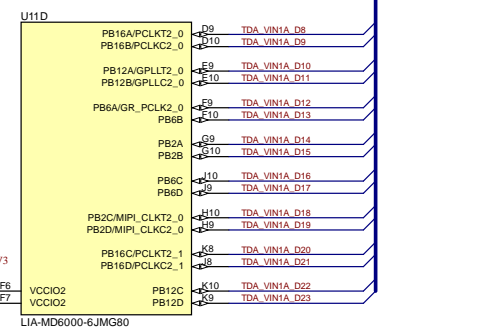 U11D
PB16A/PCLKT2_0 D9 TDA_VIN1A_D8
PB16B/PCLKC2_0 D10 TDA_VIN1A_D9
PB12A/GPLLT2_0 E9 TDA_VIN1A_D10
PB12B/GPLLC2_0 E10 TDA_VIN1A_D11
PB6A/GR_PCLK2_0 F9 TDA_VIN1A_D12
PB6B F10 TDA_VIN1A_D13
PB2A G9 TDA_VIN1A_D14
PB2B G10 TDA_VIN1A_D15
PB6C J10 TDA_VIN1A_D16
PB6D J9 TDA_VIN1A_D17
PB2C/MIPI_CLKT2_0 H10 TDA_VIN1A_D18
PB2D/MIPI_CLKC2_0 H9 TDA_VIN1A_D19
PB16C/PCLKT2_1 K8 TDA_VIN1A_D20
V3
PB16D/PCLKC2_1 J8 TDA_VIN1A_D21
F6 VCCIO2 PB12C K10 TDA_VIN1A_D22
F7 VCCIO2 PB12D K9 TDA_VIN1A_D23
LIA-MD6000-6JMG80